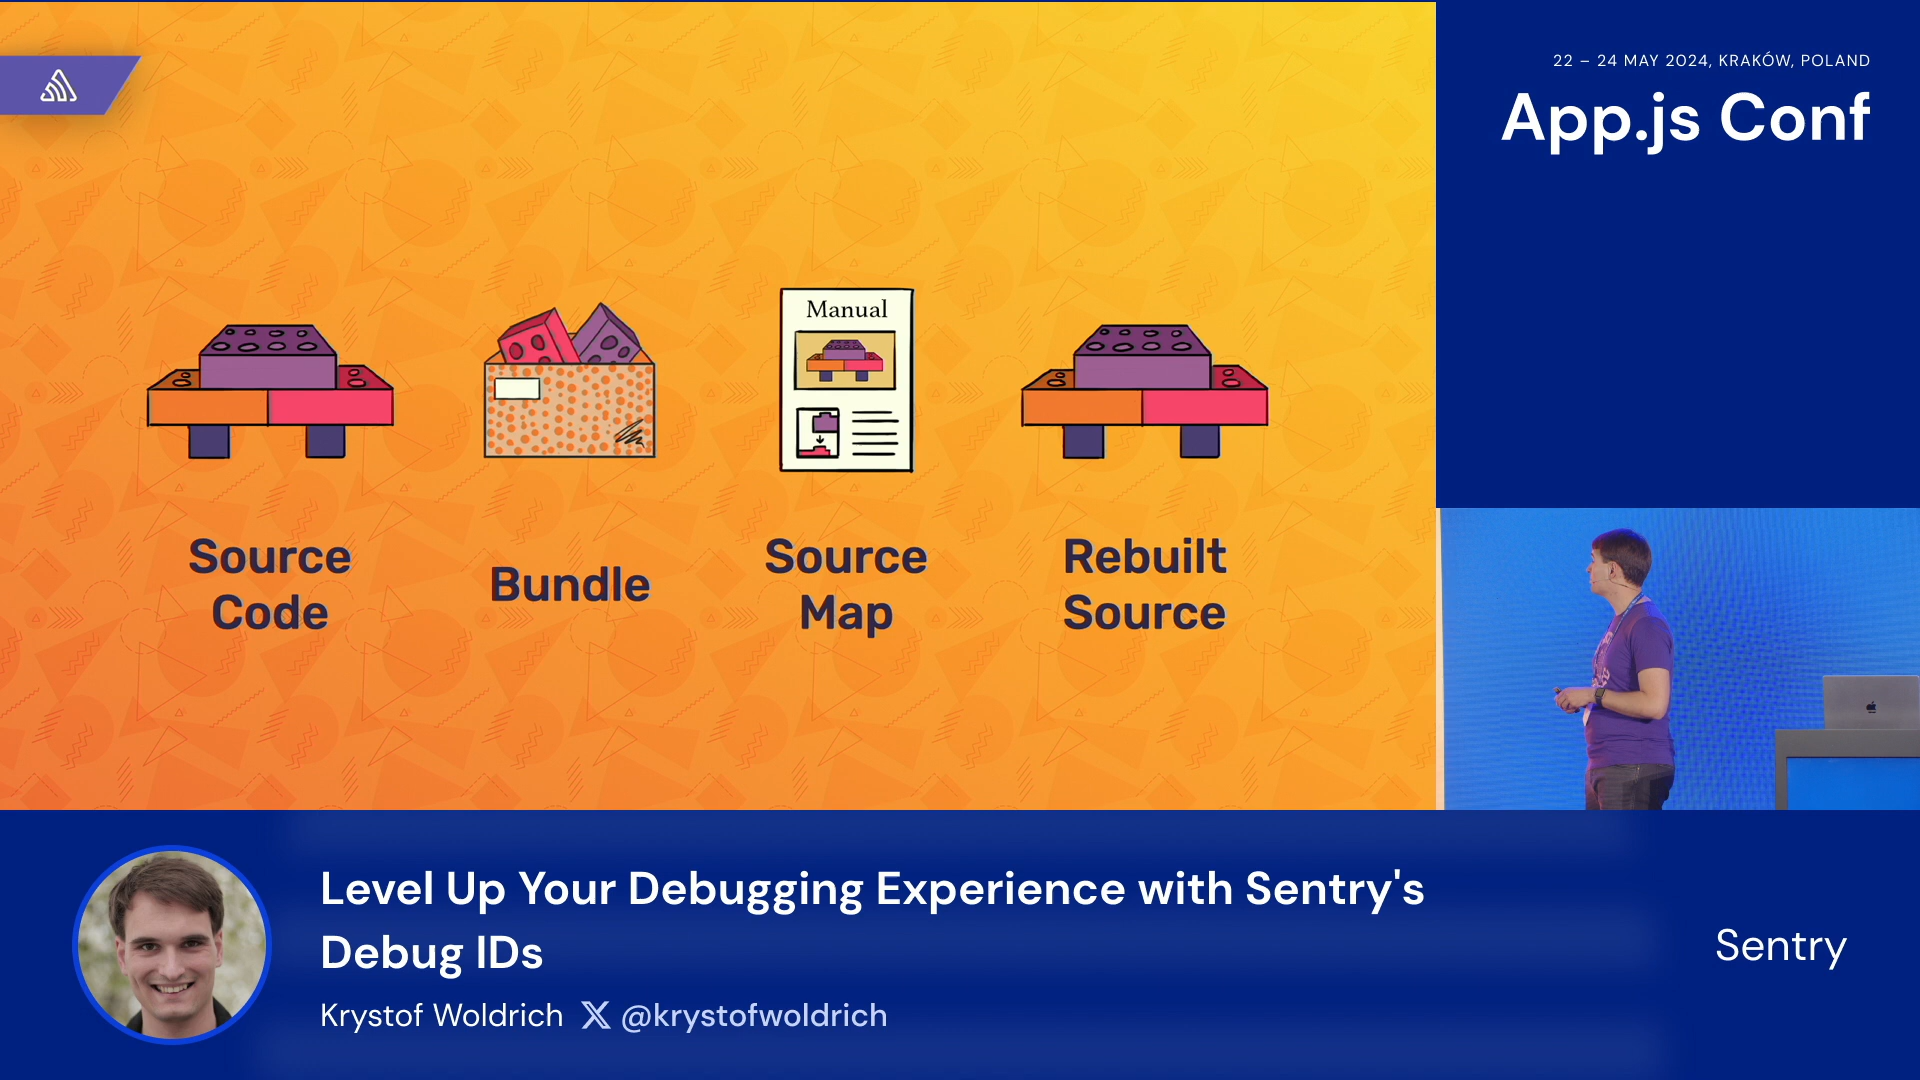 22 – 24 MAY 2024, KRAKÓW, POLAND
App.js Conf
Manual
Source
Code
Bundle
Source
Map
Rebuilt
Source
Level Up Your Debugging Experience with Sentry's
Debug IDs
Krystof Woldrich X @krystofwoldrich
Sentry